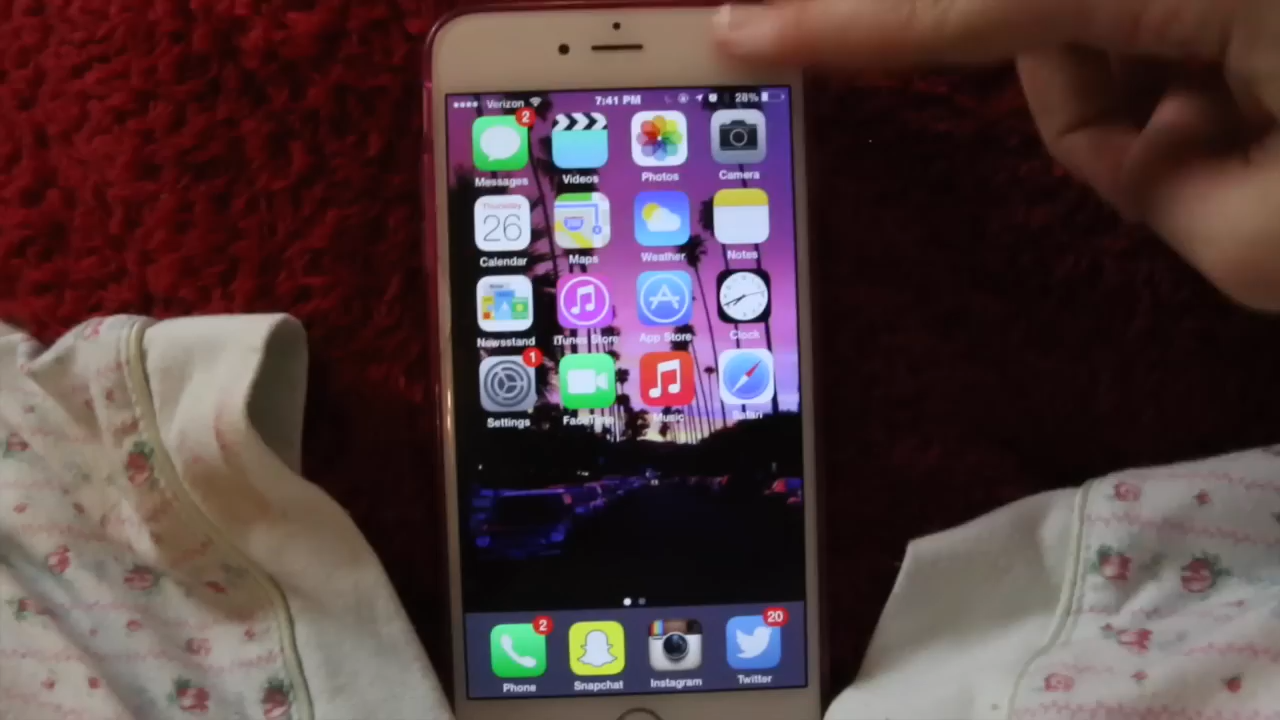 Verizon 7:41 PM 28%
2
Messages Videos Photos Camera
Thursday
26
Calendar Maps Weather Notes
Newsstand iTunes Store App Store Clock
1
Settings FaceTime Music Safari
2 20
Phone Snapchat Instagram Twitter